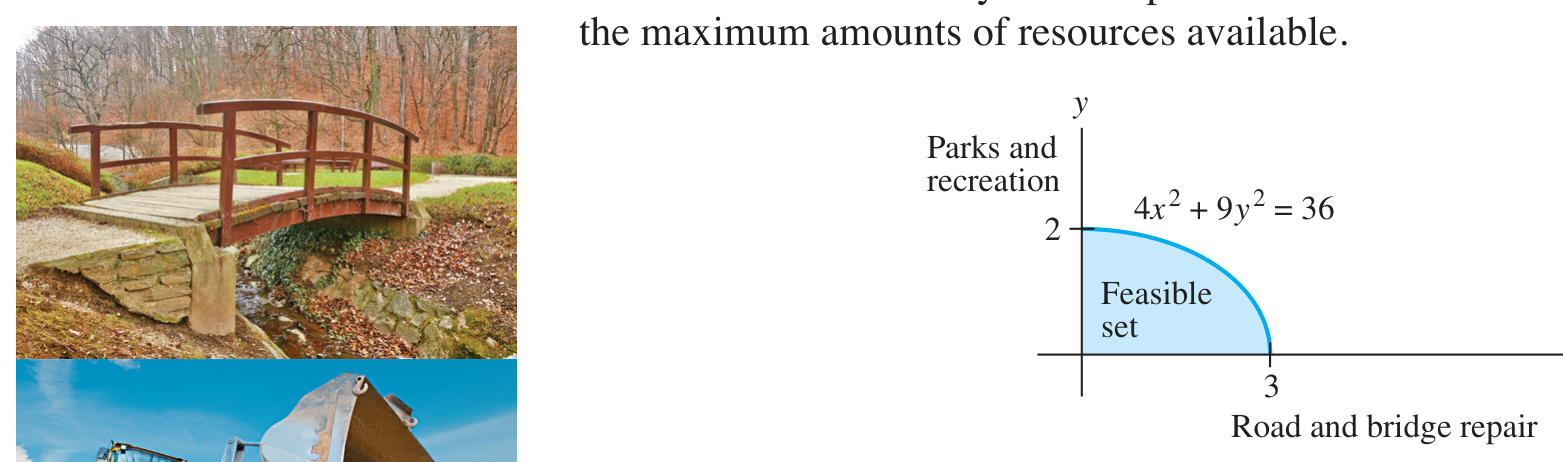 the maximum amounts of resources available.
y
Parks and
recreation
4x² + 9y² = 36
2
Feasible
set
3
Road and bridge repair